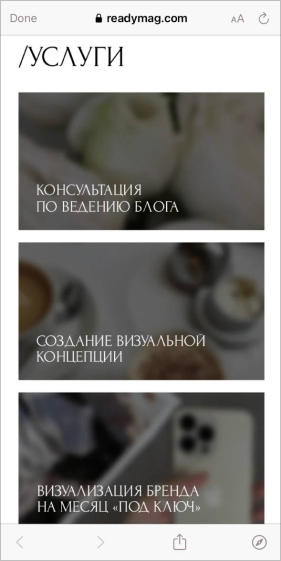 Done
readymag.com
AA
/УСЛУГИ
КОНСУЛЬТАЦИЯ
ПО ВЕДЕНИЮ БЛОГА
СОЗДАНИЕ ВИЗУАЛЬНОЙ
КОНЦЕПЦИИ
ВИЗУАЛИЗАЦИЯ БРЕНДА
НА МЕСЯЦ «ПОД КЛЮЧ»